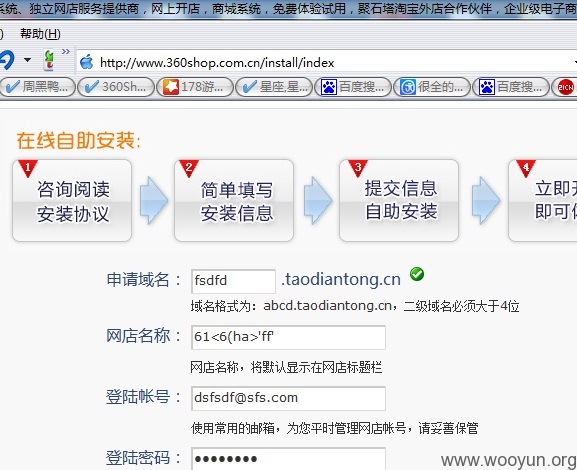 系统、独立网店服务提供商，网上开店，商城系统，免费体验试用，聚石塔淘宝外店合作伙伴，企业级电子商
) 帮助(H)
http://www.360shop.com.cn/install/index
周黑鸭... 360Sh... 178游... 星座,星... 百度搜... 很全的... 百度搜...
在线自助安装:
1 2 3 4
咨询阅读 简单填写 提交信息 立即开
安装协议 安装信息 自助安装 即可使
申请域名： fsdfd .taodiantong.cn
域名格式为：abcd.taodiantong.cn，二级域名必须大于4位
网店名称： 61<6(ha>'ff'
网店名称，将默认显示在网店标题栏
登陆帐号： dsfsdf@sfs.com
使用常用的邮箱，为您平时管理网店帐号，请妥善保管
登陆密码： ••••••••
www.wooyun.org